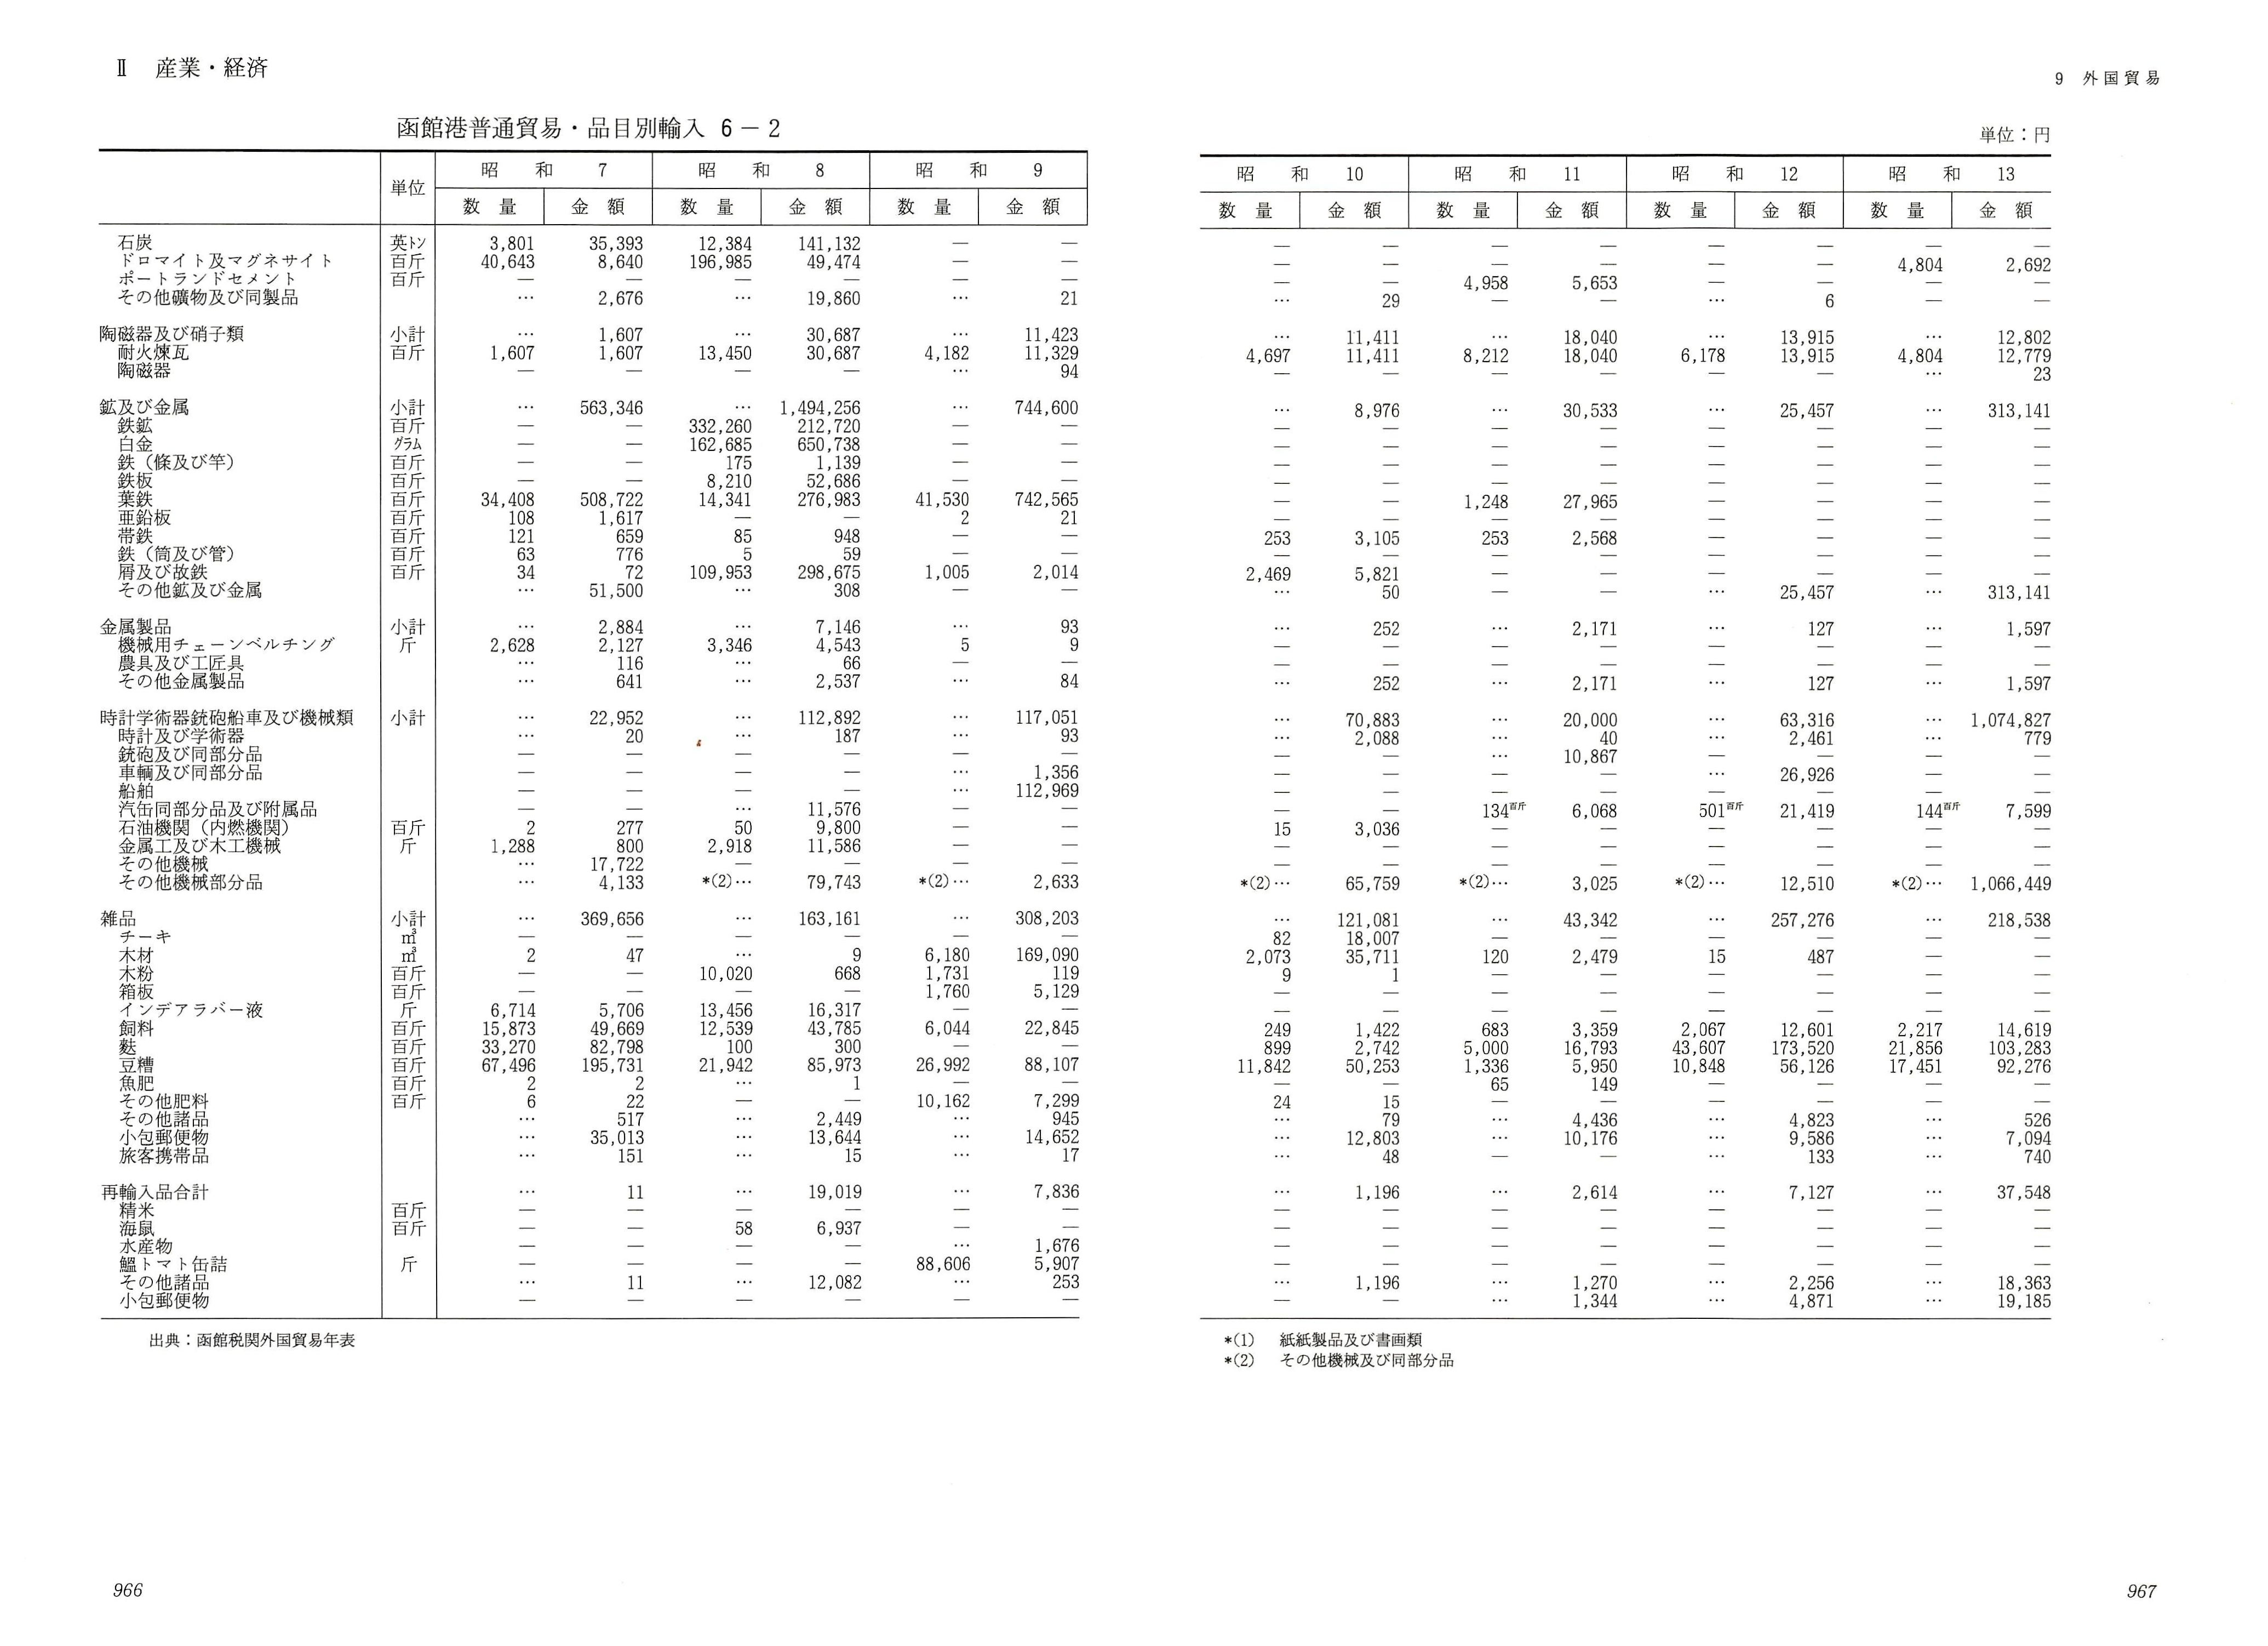 Ⅱ 産業・経済
函館港普通貿易・品目別輸入 6－2
単位 昭和 7 昭和 8 昭和 9
数量 金額 数量 金額 数量 金額
石炭 英トン 3,801 35,393 12,384 141,132 — —
ドロマイト及マグネサイト 百斤 40,643 8,640 196,985 49,474 — —
ポートランドセメント 百斤 — — — — — —
その他礦物及び同製品 … 2,676 … 19,860 … 21
陶磁器及び硝子類 小計 … 1,607 … 30,687 … 11,423
耐火煉瓦 百斤 1,607 1,607 13,450 30,687 4,182 11,329
陶磁器 — — — — … 94
鉱及び金属 小計 … 563,346 … 1,494,256 … 744,600
鉄鉱 百斤 — — 332,260 212,720 — —
白金 グラム — — 162,685 650,738 — —
鉄（條及び竿） 百斤 — — 175 1,139 — —
鉄板 百斤 — — 8,210 52,686 — —
葉鉄 百斤 34,408 508,722 14,341 276,983 41,530 742,565
亜鉛板 百斤 108 1,617 — — 2 21
帯鉄 百斤 121 659 85 948 — —
鉄（筒及び管） 百斤 63 776 5 59 — —
屑及び故鉄 百斤 34 72 109,953 298,675 1,005 2,014
その他鉱及び金属 … 51,500 … 308 — —
金属製品 小計 … 2,884 … 7,146 … 93
機械用チェーンベルチング 斤 2,628 2,127 3,346 4,543 5 9
農具及び工匠具 … 116 … 66 — —
その他金属製品 … 641 … 2,537 … 84
時計学術器銃砲船車及び機械類 小計 … 22,952 … 112,892 … 117,051
時計及び学術器 … 20 … 187 … 93
銃砲及び同部分品 — — — — — —
車輌及び同部分品 — — — — … 1,356
船舶 — — — — … 112,969
汽缶同部分品及び附属品 — — … 11,576 — —
石油機関（内燃機関） 百斤 2 277 50 9,800 — —
金属工及び木工機械 斤 1,288 800 2,918 11,586 — —
その他機械 … 17,722 — — — —
その他機械部分品 … 4,133 *(2)… 79,743 *(2)… 2,633
雑品 小計 … 369,656 … 163,161 … 308,203
チーキ ㎥ — — — — — —
木材 ㎥ 2 47 … 9 6,180 169,090
木粉 百斤 — — 10,020 668 1,731 119
箱板 百斤 — — — — 1,760 5,129
インデアラバー液 斤 6,714 5,706 13,456 16,317 — —
飼料 百斤 15,873 49,669 12,539 43,785 6,044 22,845
麩 百斤 33,270 82,798 100 300 — —
豆糟 百斤 67,496 195,731 21,942 85,973 26,992 88,107
魚肥 百斤 2 2 … 1 — —
その他肥料 百斤 6 22 — — 10,162 7,299
その他諸品 … 517 … 2,449 … 945
小包郵便物 … 35,013 … 13,644 … 14,652
旅客携帯品 … 151 … 15 … 17
再輸入品合計 … 11 … 19,019 … 7,836
精米 百斤 — — — — — —
海鼠 百斤 — — 58 6,937 — —
水産物 — — — — … 1,676
鰮トマト缶詰 斤 — — — — 88,606 5,907
その他諸品 … 11 … 12,082 … 253
小包郵便物 — — — — — —
出典：函館税関外国貿易年表
966
9 外国貿易
単位：円
昭和 10 昭和 11 昭和 12 昭和 13
数量 金額 数量 金額 数量 金額 数量 金額
— — — — — — — —
— — — — — — 4,804 2,692
— — 4,958 5,653 — — — —
… 29 — — … 6 — —
… 11,411 … 18,040 … 13,915 … 12,802
4,697 11,411 8,212 18,040 6,178 13,915 4,804 12,779
— — — — — — … 23
… 8,976 … 30,533 … 25,457 … 313,141
— — — — — — — —
— — — — — — — —
— — — — — — — —
— — — — — — — —
— — 1,248 27,965 — — — —
— — — — — — — —
253 3,105 253 2,568 — — — —
— — — — — — — —
2,469 5,821 — — — — — —
… 50 — — … 25,457 … 313,141
… 252 … 2,171 … 127 … 1,597
— — — — — — — —
— — — — — — — —
… 252 … 2,171 … 127 … 1,597
… 70,883 … 20,000 … 63,316 … 1,074,827
… 2,088 … 40 … 2,461 … 779
— — … 10,867 — — — —
— — — — … 26,926 — —
— — — — — — — —
— — 134百斤 6,068 501百斤 21,419 144百斤 7,599
15 3,036 — — — — — —
— — — — — — — —
— — — — — — — —
*(2)… 65,759 *(2)… 3,025 *(2)… 12,510 *(2)… 1,066,449
… 121,081 … 43,342 … 257,276 … 218,538
82 18,007 — — — — — —
2,073 35,711 120 2,479 15 487 — —
9 1 — — — — — —
— — — — — — — —
— — — — — — — —
249 1,422 683 3,359 2,067 12,601 2,217 14,619
899 2,742 5,000 16,793 43,607 173,520 21,856 103,283
11,842 50,253 1,336 5,950 10,848 56,126 17,451 92,276
— — 65 149 — — — —
24 15 — — — — — —
… 79 … 4,436 … 4,823 … 526
… 12,803 … 10,176 … 9,586 … 7,094
… 48 — — … 133 … 740
… 1,196 … 2,614 … 7,127 … 37,548
— — — — — — — —
— — — — — — — —
— — — — — — — —
— — — — — — — —
… 1,196 … 1,270 … 2,256 … 18,363
— — … 1,344 … 4,871 … 19,185
*(1) 紙紙製品及び書画類
*(2) その他機械及び同部分品
967